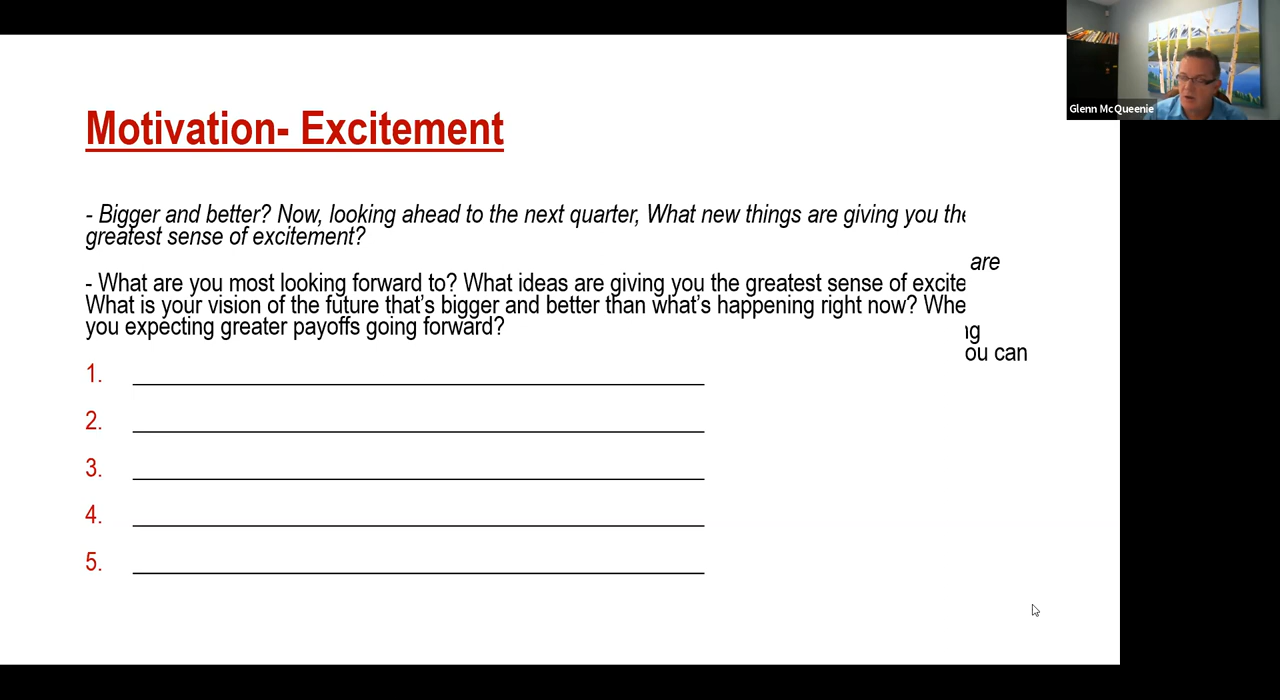 Glenn McQueenie
Motivation- Excitement
- Bigger and better? Now, looking ahead to the next quarter, What new things are giving you the
greatest sense of excitement?
are
- What are you most looking forward to? What ideas are giving you the greatest sense of excite
What is your vision of the future that's bigger and better than what's happening right now? Whe
you expecting greater payoffs going forward?
ou can
1.
2.
3.
4.
5.